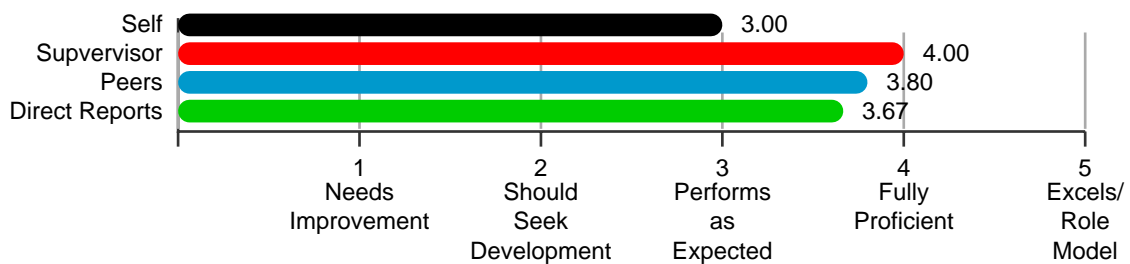 Self 3.00
Supvervisor 4.00
Peers 3.80
Direct Reports 3.67
1 2 3 4 5
Needs Should Performs Fully Excels/
Improvement Seek as Proficient Role
Development Expected Model